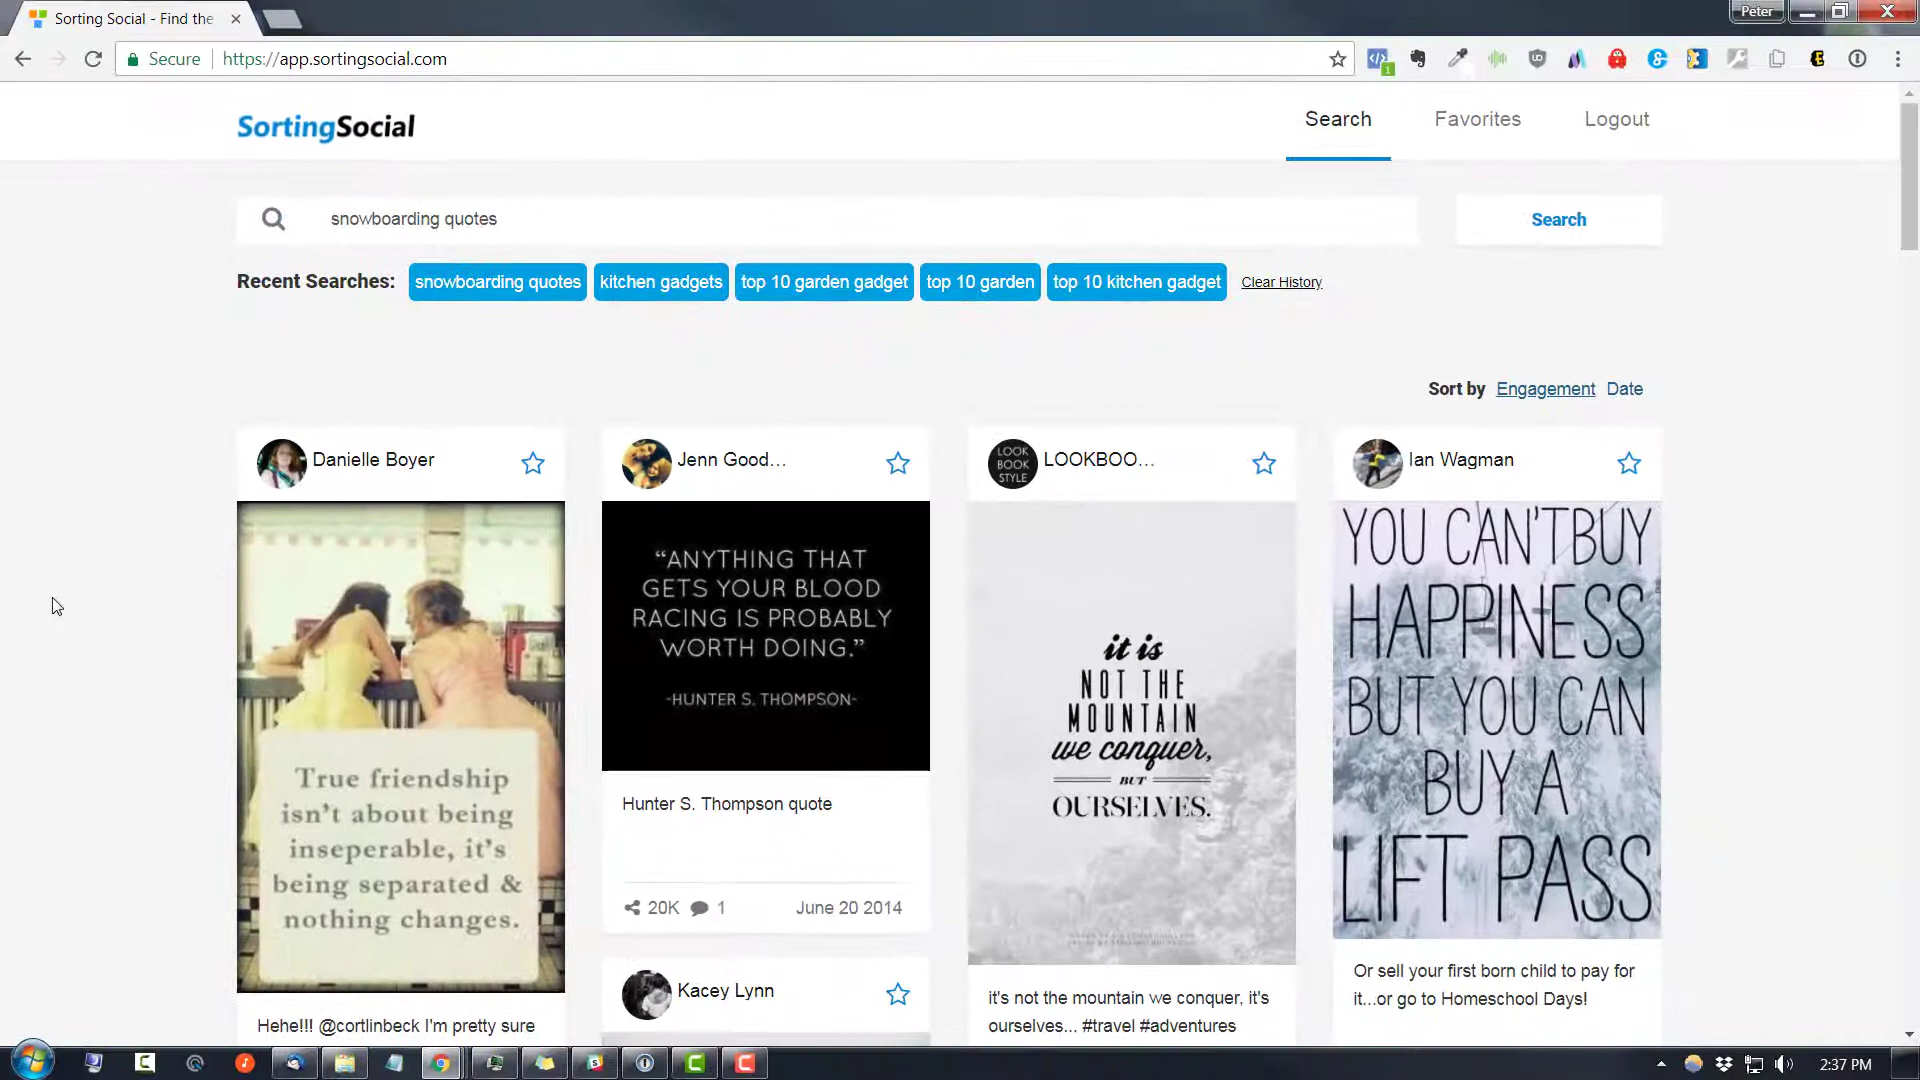 Sorting Social - Find the
Peter
Secure
https://app.sortingsocial.com
1
SortingSocial
Search
Favorites
Logout
snowboarding quotes
Search
Recent Searches:
snowboarding quotes
kitchen gadgets
top 10 garden gadget
top 10 garden
top 10 kitchen gadget
Clear History
Sort by Engagement Date
Danielle Boyer
True friendship
isn't about being
inseperable, it's
being separated &
nothing changes.
Hehe!!! @cortlinbeck I'm pretty sure
Jenn Good...
“ANYTHING THAT
GETS YOUR BLOOD
RACING IS PROBABLY
WORTH DOING.”
-HUNTER S. THOMPSON-
Hunter S. Thompson quote
20K 1 June 20 2014
Kacey Lynn
LOOK
BOOK
STYLE
LOOKBOO...
it is
NOT THE
MOUNTAIN
we conquer,
BUT
OURSELVES.
it's not the mountain we conquer, it's
ourselves... #travel #adventures
Ian Wagman
YOU CAN'T BUY
HAPPINESS
BUT YOU CAN
BUY A
LIFT PASS
Or sell your first born child to pay for
it...or go to Homeschool Days!
2:37 PM